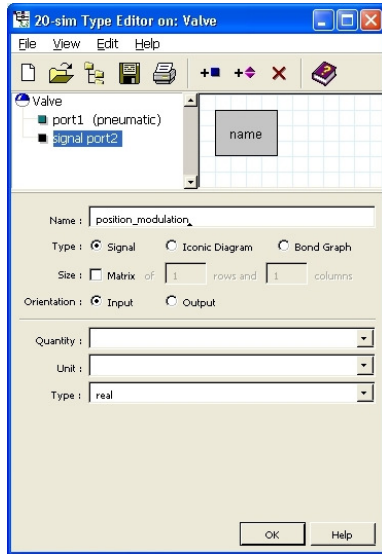 20-sim Type Editor on: Valve
File View Edit Help
Valve
port1 (pneumatic)
signal port2
name
Name : position_modulation
Type : Signal Iconic Diagram Bond Graph
Size : Matrix of 1 rows and 1 columns
Orientation : Input Output
Quantity :
Unit :
Type : real
OK Help